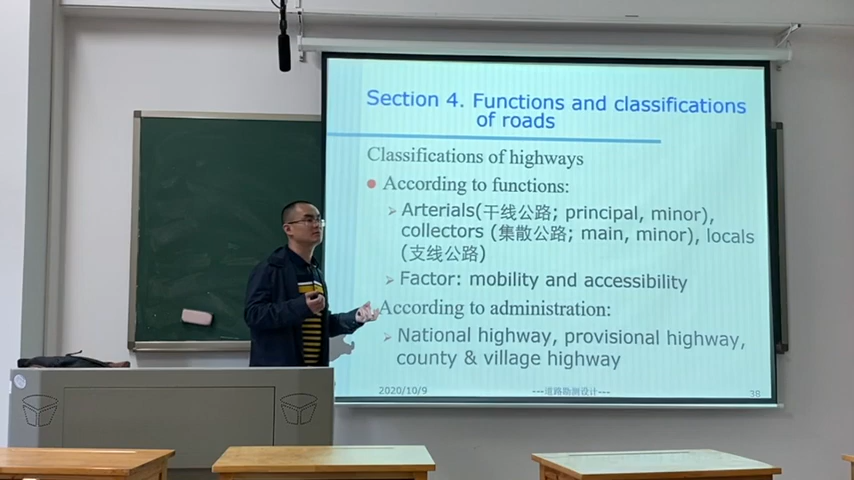 Section 4. Functions and classifications
of roads
Classifications of highways
According to functions:
Arterials(干线公路; principal, minor),
collectors (集散公路; main, minor), locals
(支线公路)
Factor: mobility and accessibility
According to administration:
National highway, provisional highway,
county & village highway
2020/10/9 ---道路勘测设计--- 38